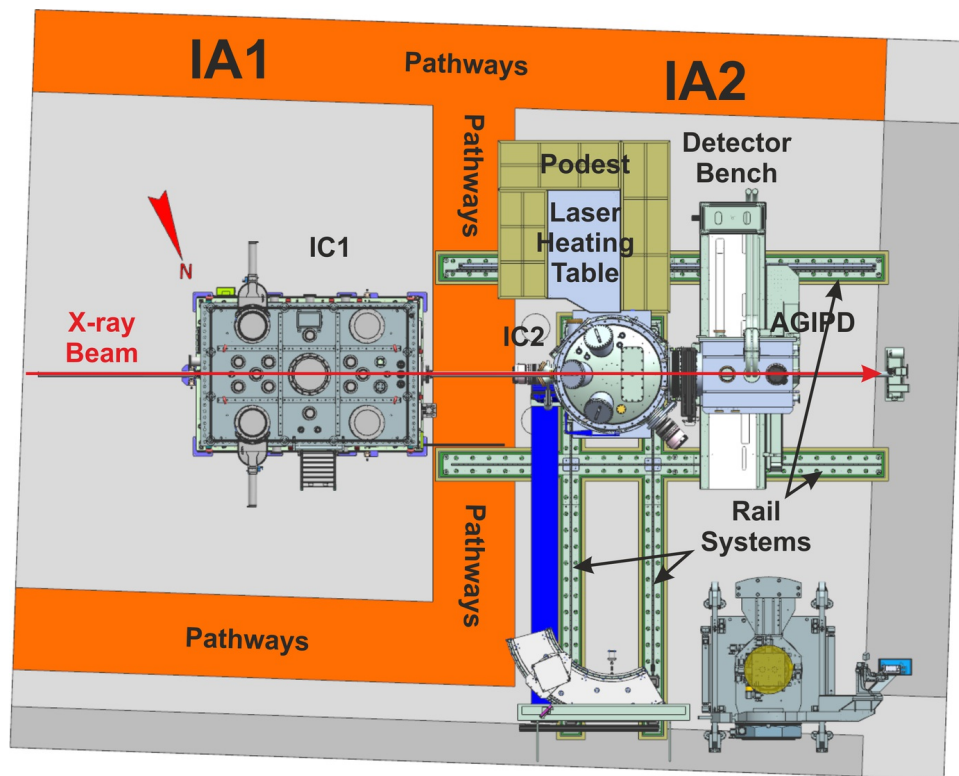 IA1
Pathways
IA2
Pathways
Detector
Bench
Podest
Laser
Heating
Table
IC1
N
X-ray
Beam
IC2
AGIPD
Rail
Systems
Pathways
Pathways